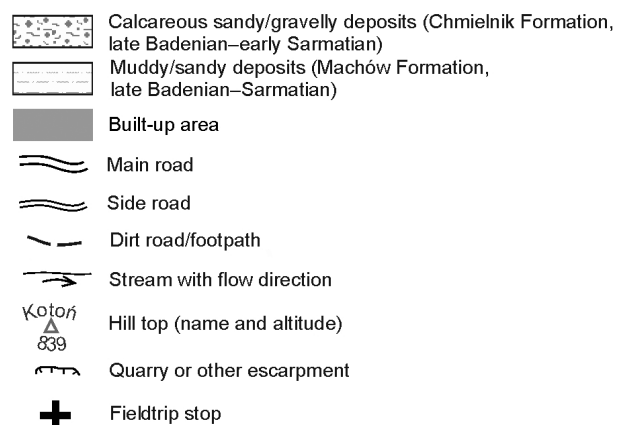 Calcareous sandy/gravelly deposits (Chmielnik Formation,
late Badenian–early Sarmatian)
Muddy/sandy deposits (Machów Formation,
late Badenian–Sarmatian)
Built-up area
Main road
Side road
Dirt road/footpath
Stream with flow direction
Kotoń
839
Hill top (name and altitude)
Quarry or other escarpment
Fieldtrip stop